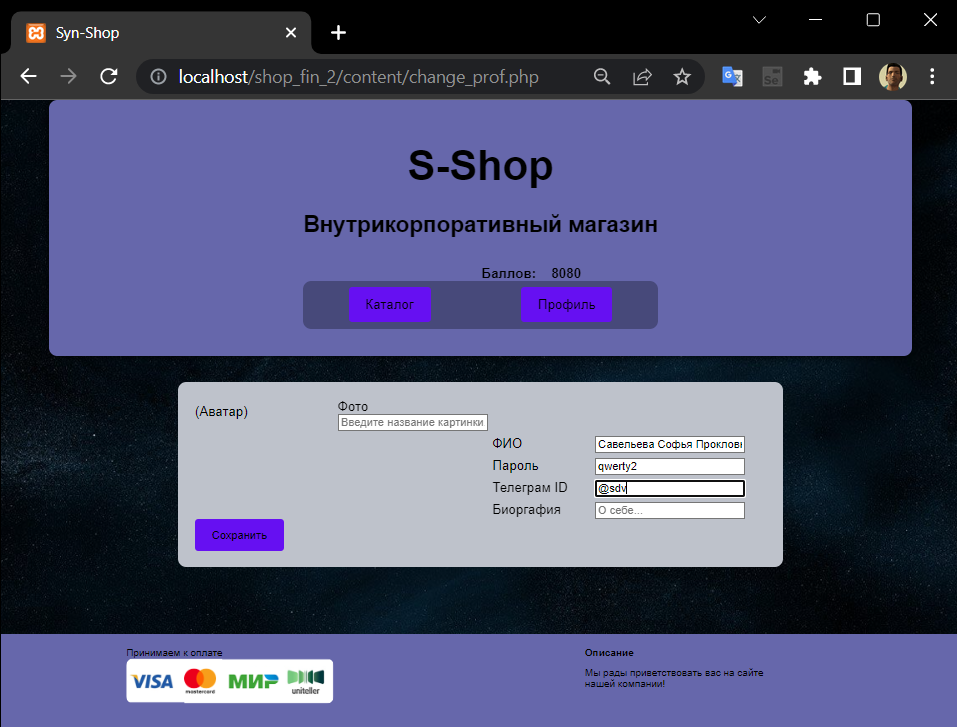 Syn-Shop
localhost/shop_fin_2/content/change_prof.php
S-Shop
Внутрикорпоративный магазин
Баллов: 8080
Каталог Профиль
(Аватар) Фото
Введите название картинки
ФИО Савельева Софья Проклов
Пароль qwerty2
Телеграм ID @sdv
Биоргафия О себе...
Сохранить
Принимаем к оплате
VISA mastercard МИР uniteller
Описание
Мы рады приветствовать вас на сайте
нашей компании!